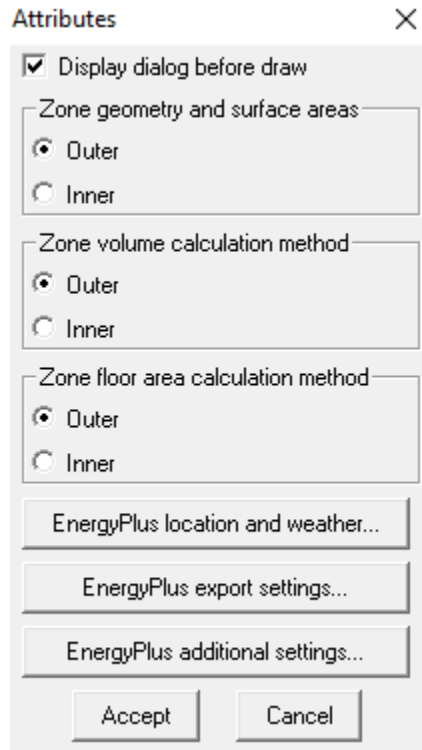 Attributes
Display dialog before draw
Zone geometry and surface areas
Outer
Inner
Zone volume calculation method
Outer
Inner
Zone floor area calculation method
Outer
Inner
EnergyPlus location and weather...
EnergyPlus export settings...
EnergyPlus additional settings...
Accept Cancel